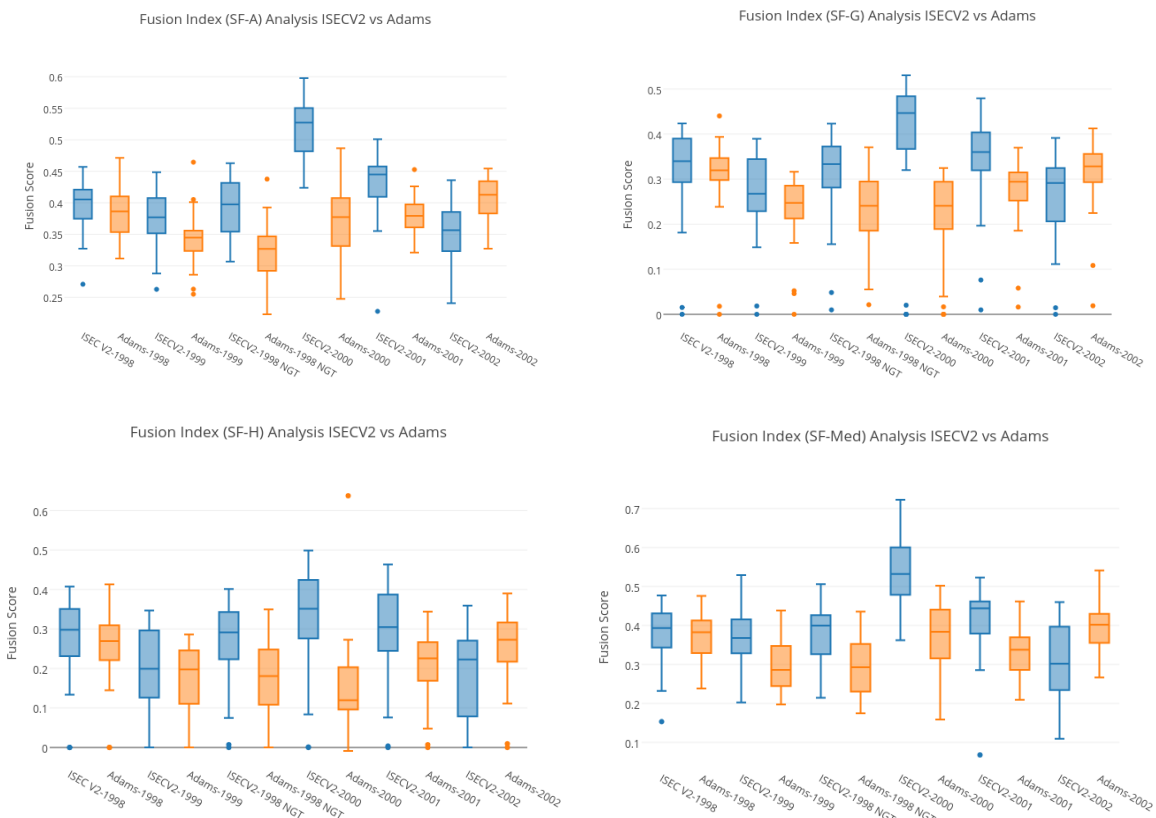 Fusion Index (SF-A) Analysis ISECV2 vs Adams
Fusion Score
0.6
0.55
0.5
0.45
0.4
0.35
0.3
0.25
ISEC V2-1998
Adams-1998
ISECV2-1999
Adams-1999
ISECV2-1998 NGT
Adams-1998 NGT
ISECV2-2000
Adams-2000
ISECV2-2001
Adams-2001
ISECV2-2002
Adams-2002
Fusion Index (SF-G) Analysis ISECV2 vs Adams
Fusion Score
0.5
0.4
0.3
0.2
0.1
0
ISEC V2-1998
Adams-1998
ISECV2-1999
Adams-1999
ISECV2-1998 NGT
Adams-1998 NGT
ISECV2-2000
Adams-2000
ISECV2-2001
Adams-2001
ISECV2-2002
Adams-2002
Fusion Index (SF-H) Analysis ISECV2 vs Adams
Fusion Score
0.6
0.5
0.4
0.3
0.2
0.1
0
ISEC V2-1998
Adams-1998
ISECV2-1999
Adams-1999
ISECV2-1998 NGT
Adams-1998 NGT
ISECV2-2000
Adams-2000
ISECV2-2001
Adams-2001
ISECV2-2002
Adams-2002
Fusion Index (SF-Med) Analysis ISECV2 vs Adams
Fusion Score
0.7
0.6
0.5
0.4
0.3
0.2
0.1
ISEC V2-1998
Adams-1998
ISECV2-1999
Adams-1999
ISECV2-1998 NGT
Adams-1998 NGT
ISECV2-2000
Adams-2000
ISECV2-2001
Adams-2001
ISECV2-2002
Adams-2002